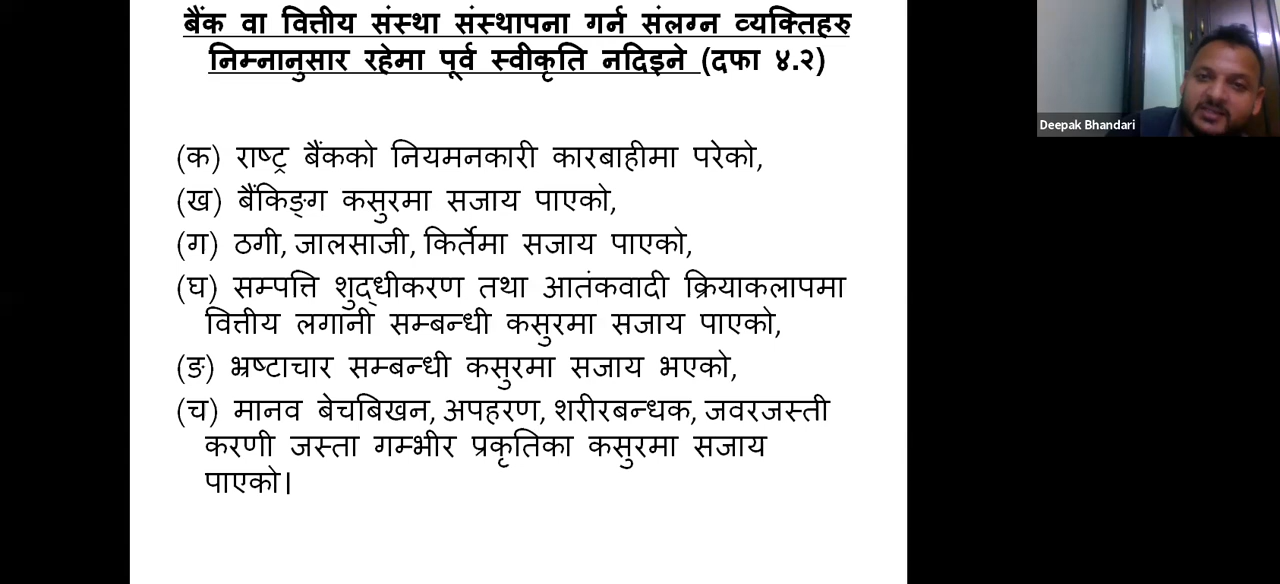 बैंक वा वित्तीय संस्था संस्थापना गर्न संलग्न व्यक्तिहरु
निम्नानुसार रहेमा पूर्व स्वीकृति नदिइने (दफा ४.२)
Deepak Bhandari
(क) राष्ट्र बैंकको नियमनकारी कारबाहीमा परेको,
(ख) बैंकिङ्ग कसुरमा सजाय पाएको,
(ग) ठगी, जालसाजी, किर्तेमा सजाय पाएको,
(घ) सम्पत्ति शुद्धीकरण तथा आतंकवादी क्रियाकलापमा
वित्तीय लगानी सम्बन्धी कसुरमा सजाय पाएको,
(ङ) भ्रष्टाचार सम्बन्धी कसुरमा सजाय भएको,
(च) मानव बेचबिखन, अपहरण, शरीरबन्धक, जवरजस्ती
करणी जस्ता गम्भीर प्रकृतिका कसुरमा सजाय
पाएको।